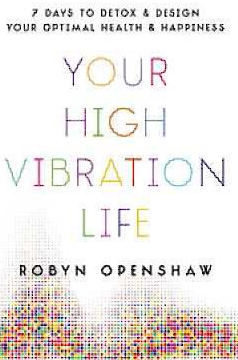 7 DAYS TO DETOX & DESIGN
YOUR OPTIMAL HEALTH & HAPPINESS
YOUR
HIGH
VIBRATION
LIFE
ROBYN OPENSHAW